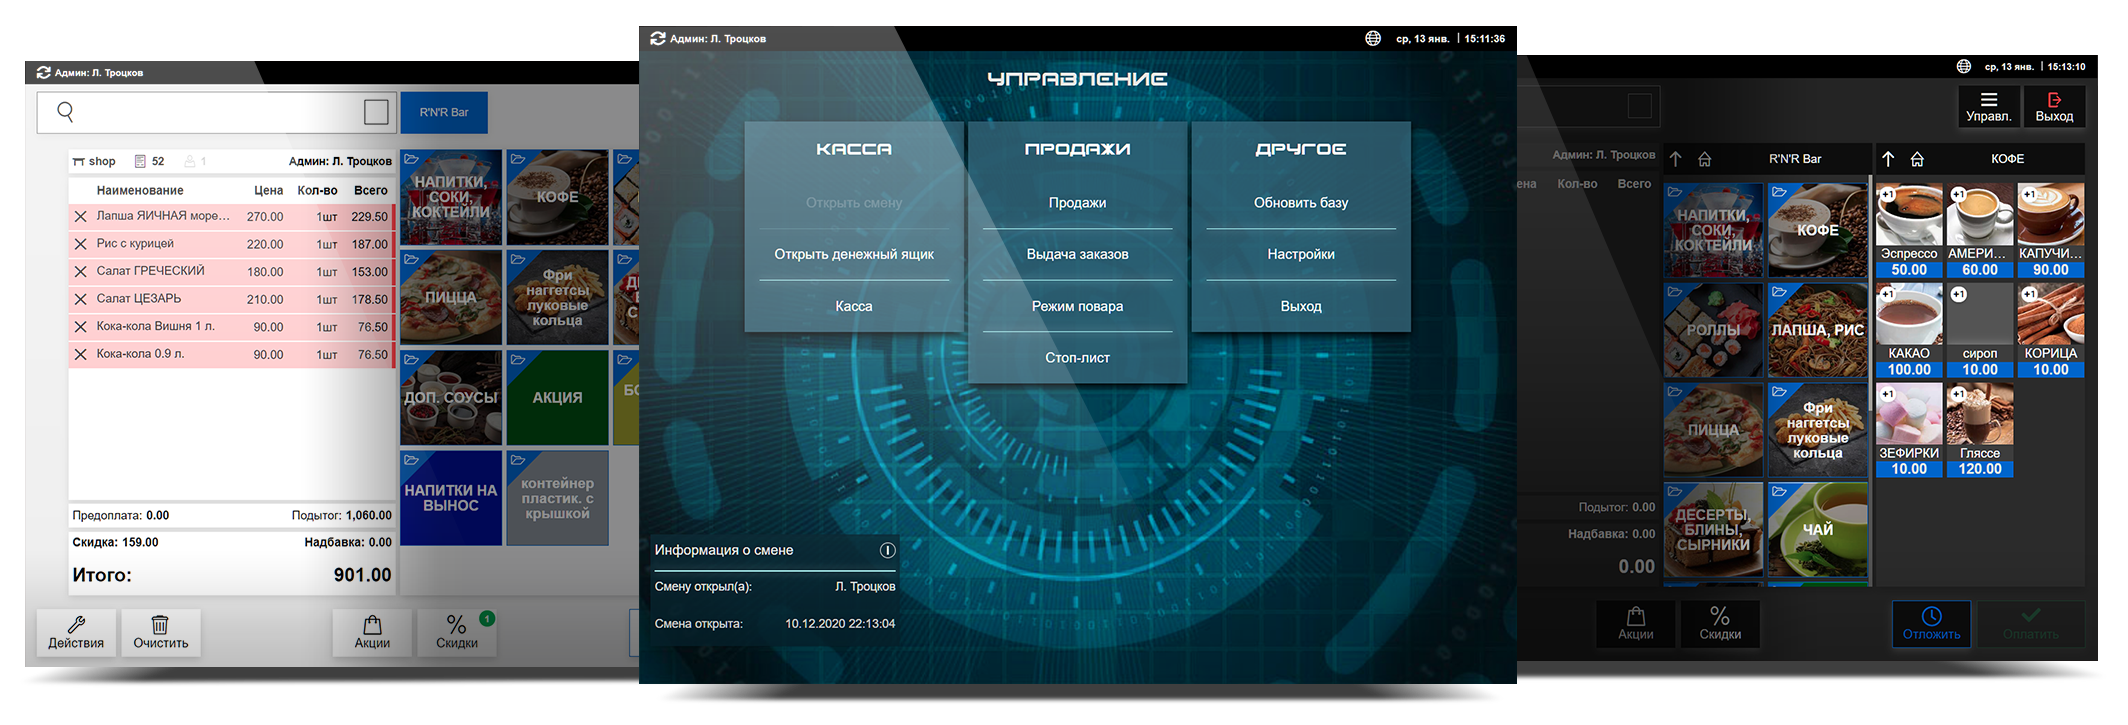 Админ: Л. Троцков
R'N'R Bar
shop 52 1 Админ: Л. Троцков
Наименование Цена Кол-во Всего
Лапша ЯИЧНАЯ море... 270.00 1шт 229.50
Рис с курицей 220.00 1шт 187.00
Салат ГРЕЧЕСКИЙ 180.00 1шт 153.00
Салат ЦЕЗАРЬ 210.00 1шт 178.50
Кока-кола Вишня 1 л. 90.00 1шт 76.50
Кока-кола 0.9 л. 90.00 1шт 76.50
Предоплата: 0.00 Подытог: 1,060.00
Скидка: 159.00 Надбавка: 0.00
Итого: 901.00
Действия
Очистить
Акции
Скидки
1
НАПИТКИ,
СОКИ,
КОКТЕЙЛИ
КОФЕ
ПИЦЦА
Фри
наггетсы
луковые
кольца
ДОП. СОУСЫ
АКЦИЯ
НАПИТКИ НА
ВЫНОС
контейнер
пластик. с
крышкой
Админ: Л. Троцков
ср, 13 янв. | 15:11:36
УПРАВЛЕНИЕ
КАССА
Открыть смену
Открыть денежный ящик
Касса
ПРОДАЖИ
Продажи
Выдача заказов
Режим повара
Стоп-лист
ДРУГОЕ
Обновить базу
Настройки
Выход
Информация о смене
Смену открыл(а): Л. Троцков
Смена открыта: 10.12.2020 22:13:04
ср, 13 янв. | 15:13:10
Управл.
Выход
Админ: Л. Троцков
ена Кол-во Всего
Подытог: 0.00
Надбавка: 0.00
0.00
Акции
Скидки
Отложить
Оплатить
R'N'R Bar
НАПИТКИ,
СОКИ,
КОКТЕЙЛИ
КОФЕ
РОЛЛЫ
ЛАПША, РИС
ПИЦЦА
Фри
наггетсы
луковые
кольца
ДЕСЕРТЫ,
БЛИНЫ,
СЫРНИКИ
ЧАЙ
КОФЕ
+1 +1 +1
Эспрессо АМЕРИ... КАПУЧИ...
50.00 60.00 90.00
+1 +1 +1
КАКАО сироп КОРИЦА
100.00 10.00 10.00
+1 +1
ЗЕФИРКИ Гляссе
10.00 120.00